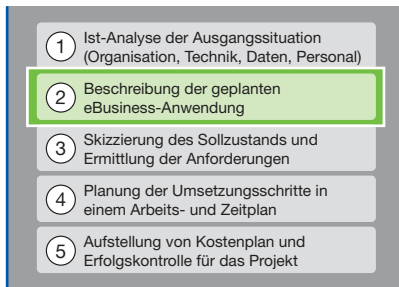 1 Ist-Analyse der Ausgangssituation
(Organisation, Technik, Daten, Personal)
2 Beschreibung der geplanten
eBusiness-Anwendung
3 Skizzierung des Sollzustands und
Ermittlung der Anforderungen
4 Planung der Umsetzungsschritte in
einem Arbeits- und Zeitplan
5 Aufstellung von Kostenplan und
Erfolgskontrolle für das Projekt